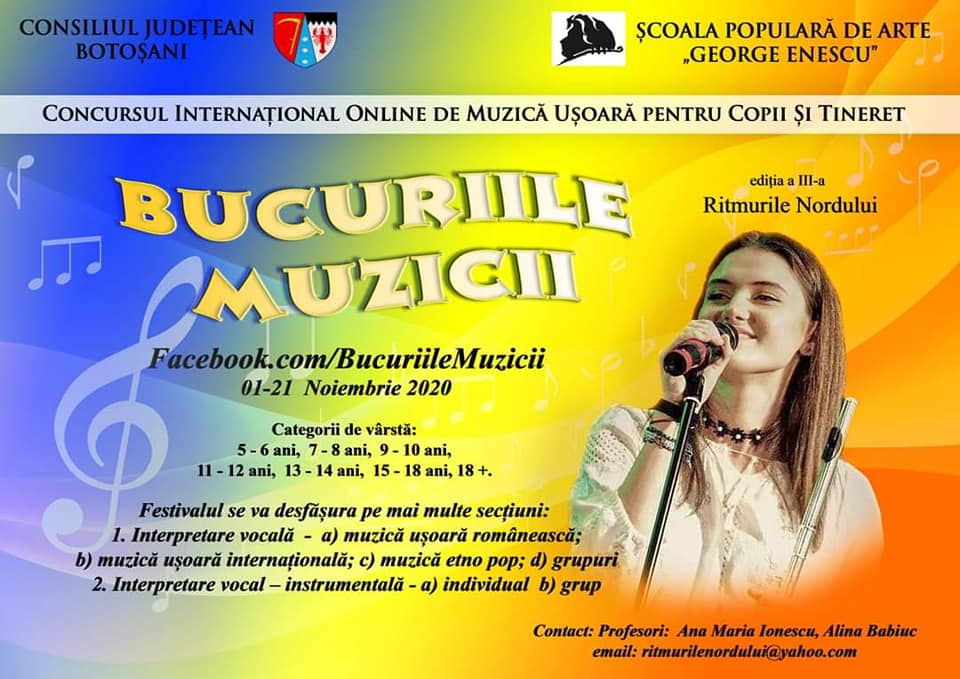 CONSILIUL JUDEȚEAN
BOTOȘANI
ȘCOALA POPULARĂ DE ARTE
„GEORGE ENESCU”
CONCURSUL INTERNAȚIONAL ONLINE DE MUZICĂ UȘOARĂ PENTRU COPII ȘI TINERET
BUCURIILE
MUZICII
ediția a III-a
Ritmurile Nordului
Facebook.com/BucuriileMuzicii
01-21 Noiembrie 2020
Categorii de vârstă:
5 - 6 ani, 7 - 8 ani, 9 - 10 ani,
11 - 12 ani, 13 - 14 ani, 15 - 18 ani, 18 +.
Festivalul se va desfășura pe mai multe secțiuni:
1. Interpretare vocală - a) muzică ușoară românească;
b) muzică ușoară internațională; c) muzică etno pop; d) grupuri
2. Interpretare vocal – instrumentală - a) individual b) grup
Contact: Profesori: Ana Maria Ionescu, Alina Babiuc
email: ritmurilenordului@yahoo.com